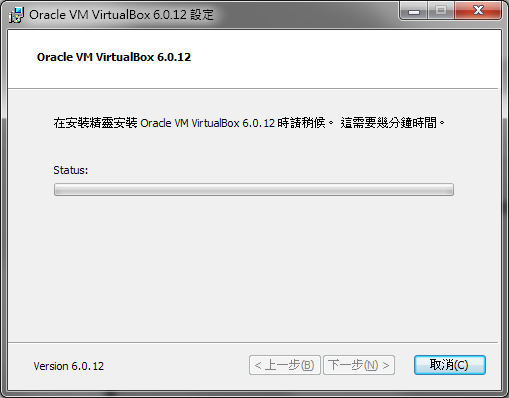 Oracle VM VirtualBox 6.0.12 設定
Oracle VM VirtualBox 6.0.12
在安裝精靈安裝 Oracle VM VirtualBox 6.0.12 時請稍候。 這需要幾分鐘時間。
Status:
Version 6.0.12
< 上一步(B)
下一步(N) >
取消(C)